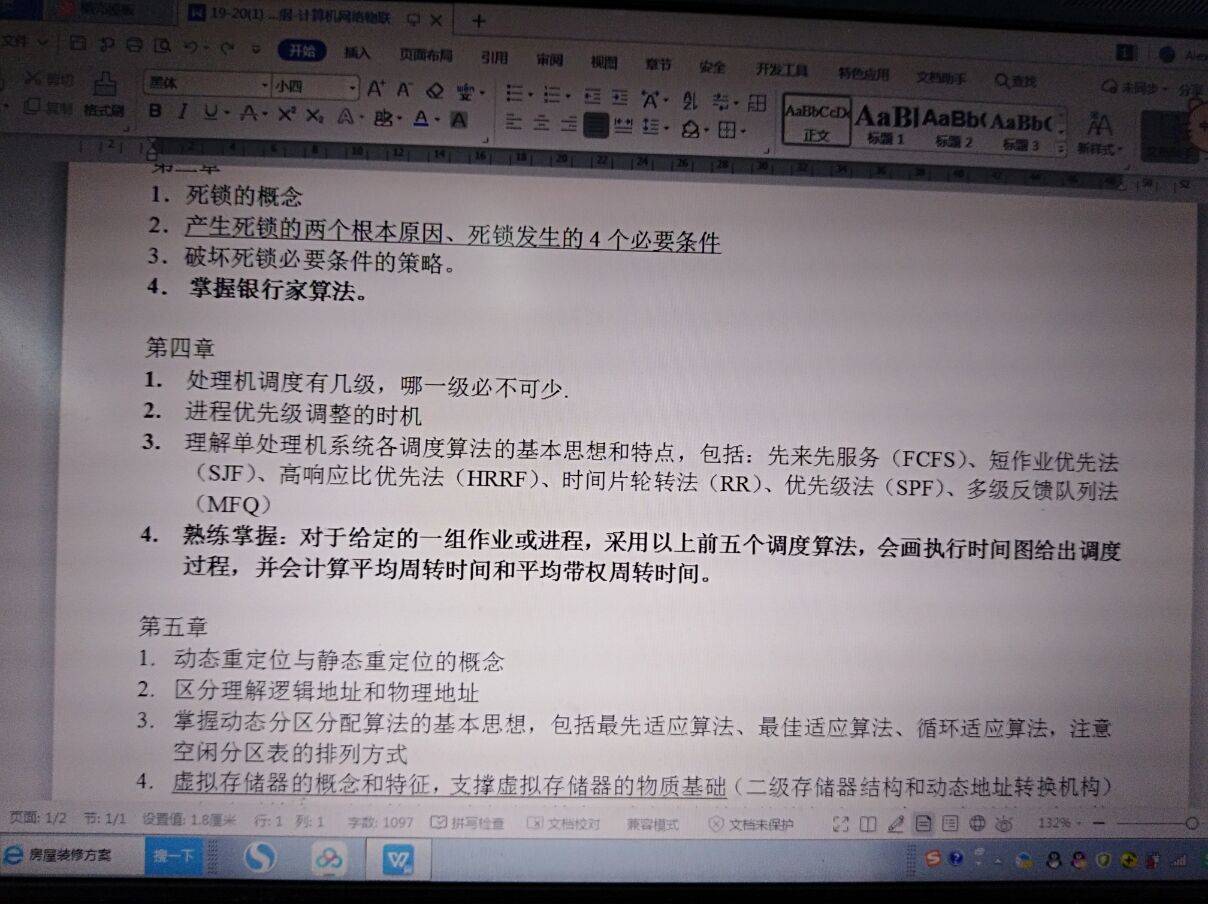 19-20(1) ... 计算机网络物联
文件
开始
插入
页面布局
引用
审阅
视图
章节
安全
开发工具
特色应用
文档助手
查找
未同步
分享
剪切
复制
格式刷
黑体
小四
AaBbCcD
正文
AaBl
标题 1
AaBb(
标题 2
AaBb(
标题 3
新样式
1. 死锁的概念
2. 产生死锁的两个根本原因、死锁发生的 4 个必要条件
3. 破坏死锁必要条件的策略。
4. 掌握银行家算法。
第四章
1. 处理机调度有几级，哪一级必不可少.
2. 进程优先级调整的时机
3. 理解单处理机系统各调度算法的基本思想和特点，包括：先来先服务（FCFS）、短作业优先法
（SJF）、高响应比优先法（HRRF）、时间片轮转法（RR）、优先级法（SPF）、多级反馈队列法
（MFQ）
4. 熟练掌握：对于给定的一组作业或进程，采用以上前五个调度算法，会画执行时间图给出调度
过程，并会计算平均周转时间和平均带权周转时间。
第五章
1. 动态重定位与静态重定位的概念
2. 区分理解逻辑地址和物理地址
3. 掌握动态分区分配算法的基本思想，包括最先适应算法、最佳适应算法、循环适应算法，注意
空闲分区表的排列方式
4. 虚拟存储器的概念和特征，支撑虚拟存储器的物质基础（二级存储器结构和动态地址转换机构）
页面: 1/2 节: 1/1 设置值: 1.8厘米 行: 1 列: 1 字数: 1097 拼写检查 文档校对 兼容模式 文档未保护 132%
房屋装修方案 搜一下